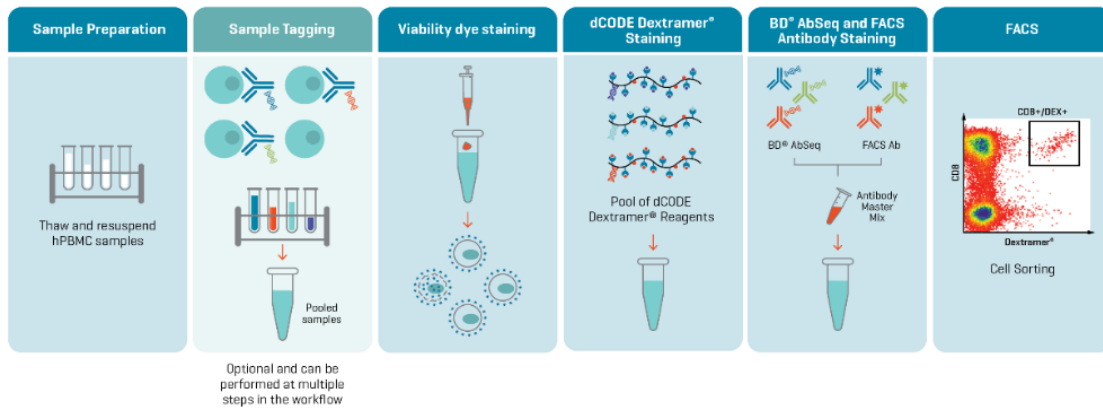 Sample Preparation
Thaw and resuspend
hPBMC samples
Sample Tagging
Pooled
samples
Optional and can be
performed at multiple
steps in the workflow
Viability dye staining
dCODE Dextramer®
Staining
Pool of dCODE
Dextramer® Reagents
BD® AbSeq and FACS
Antibody Staining
BD® AbSeq
FACS Ab
Antibody
Master
Mix
FACS
CD8+/DEX+
CD8
Dextramer®
Cell Sorting